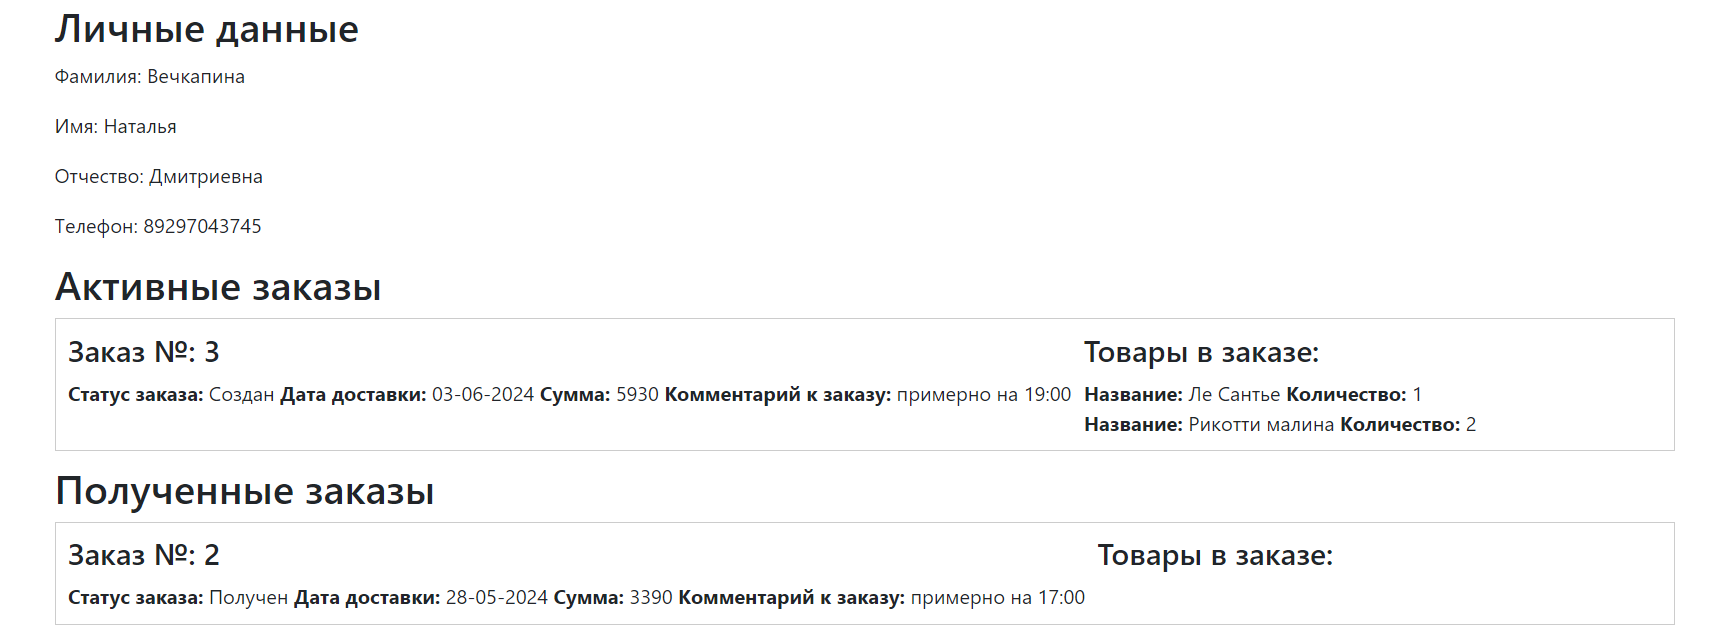 Личные данные
Фамилия: Вечкапина
Имя: Наталья
Отчество: Дмитриевна
Телефон: 89297043745
Активные заказы
Заказ №: 3
Статус заказа: Создан Дата доставки: 03-06-2024 Сумма: 5930 Комментарий к заказу: примерно на 19:00
Товары в заказе:
Название: Ле Сантье Количество: 1
Название: Рикотти малина Количество: 2
Полученные заказы
Заказ №: 2
Статус заказа: Получен Дата доставки: 28-05-2024 Сумма: 3390 Комментарий к заказу: примерно на 17:00
Товары в заказе: